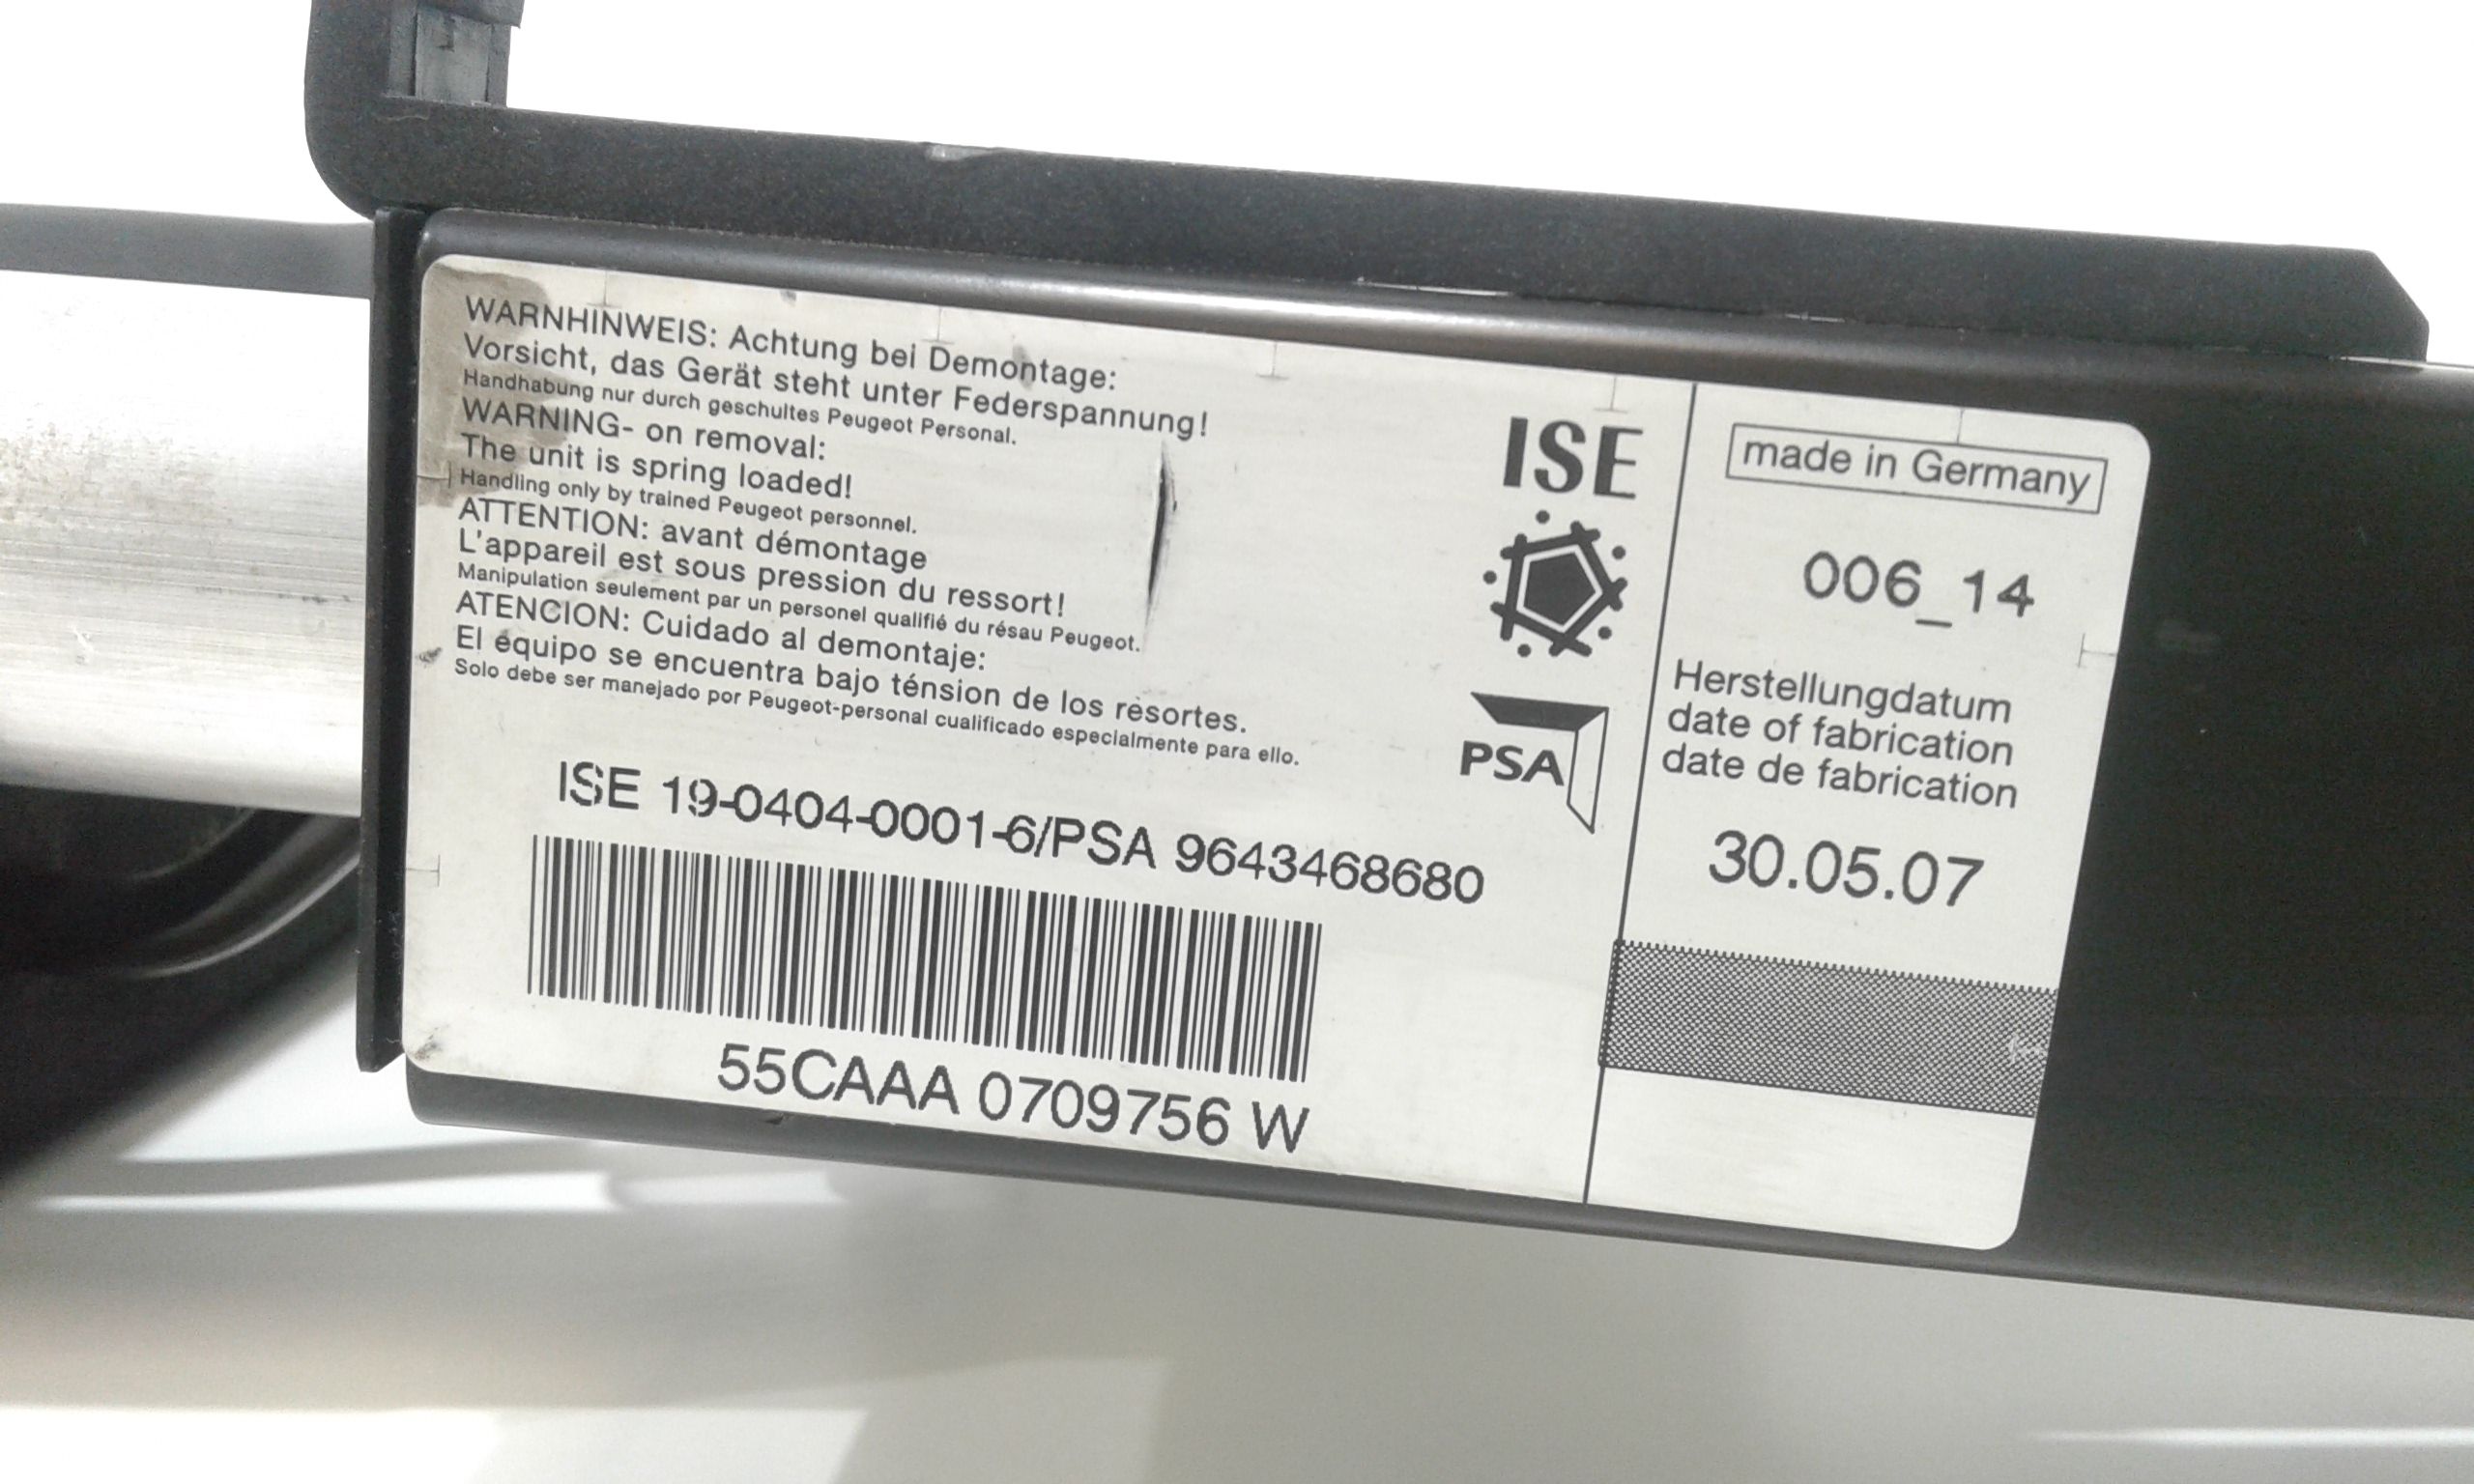 WARNHINWEIS: Achtung bei Demontage:
Vorsicht, das Gerät steht unter Federspannung!
Handhabung nur durch geschultes Peugeot Personal.
WARNING- on removal:
The unit is spring loaded!
Handling only by trained Peugeot personnel.
ATTENTION: avant démontage
L'appareil est sous pression du ressort!
Manipulation seulement par un personel qualifié du résau Peugeot.
ATENCION: Cuidado al demontaje:
El équipo se encuentra bajo ténsion de los resortes.
Solo debe ser manejado por Peugeot-personal cualificado especialmente para ello.
ISE 19-0404-0001-6/PSA 9643468680
55CAAA 0709756 W
ISE
PSA
made in Germany
006_14
Herstellungdatum
date of fabrication
date de fabrication
30.05.07